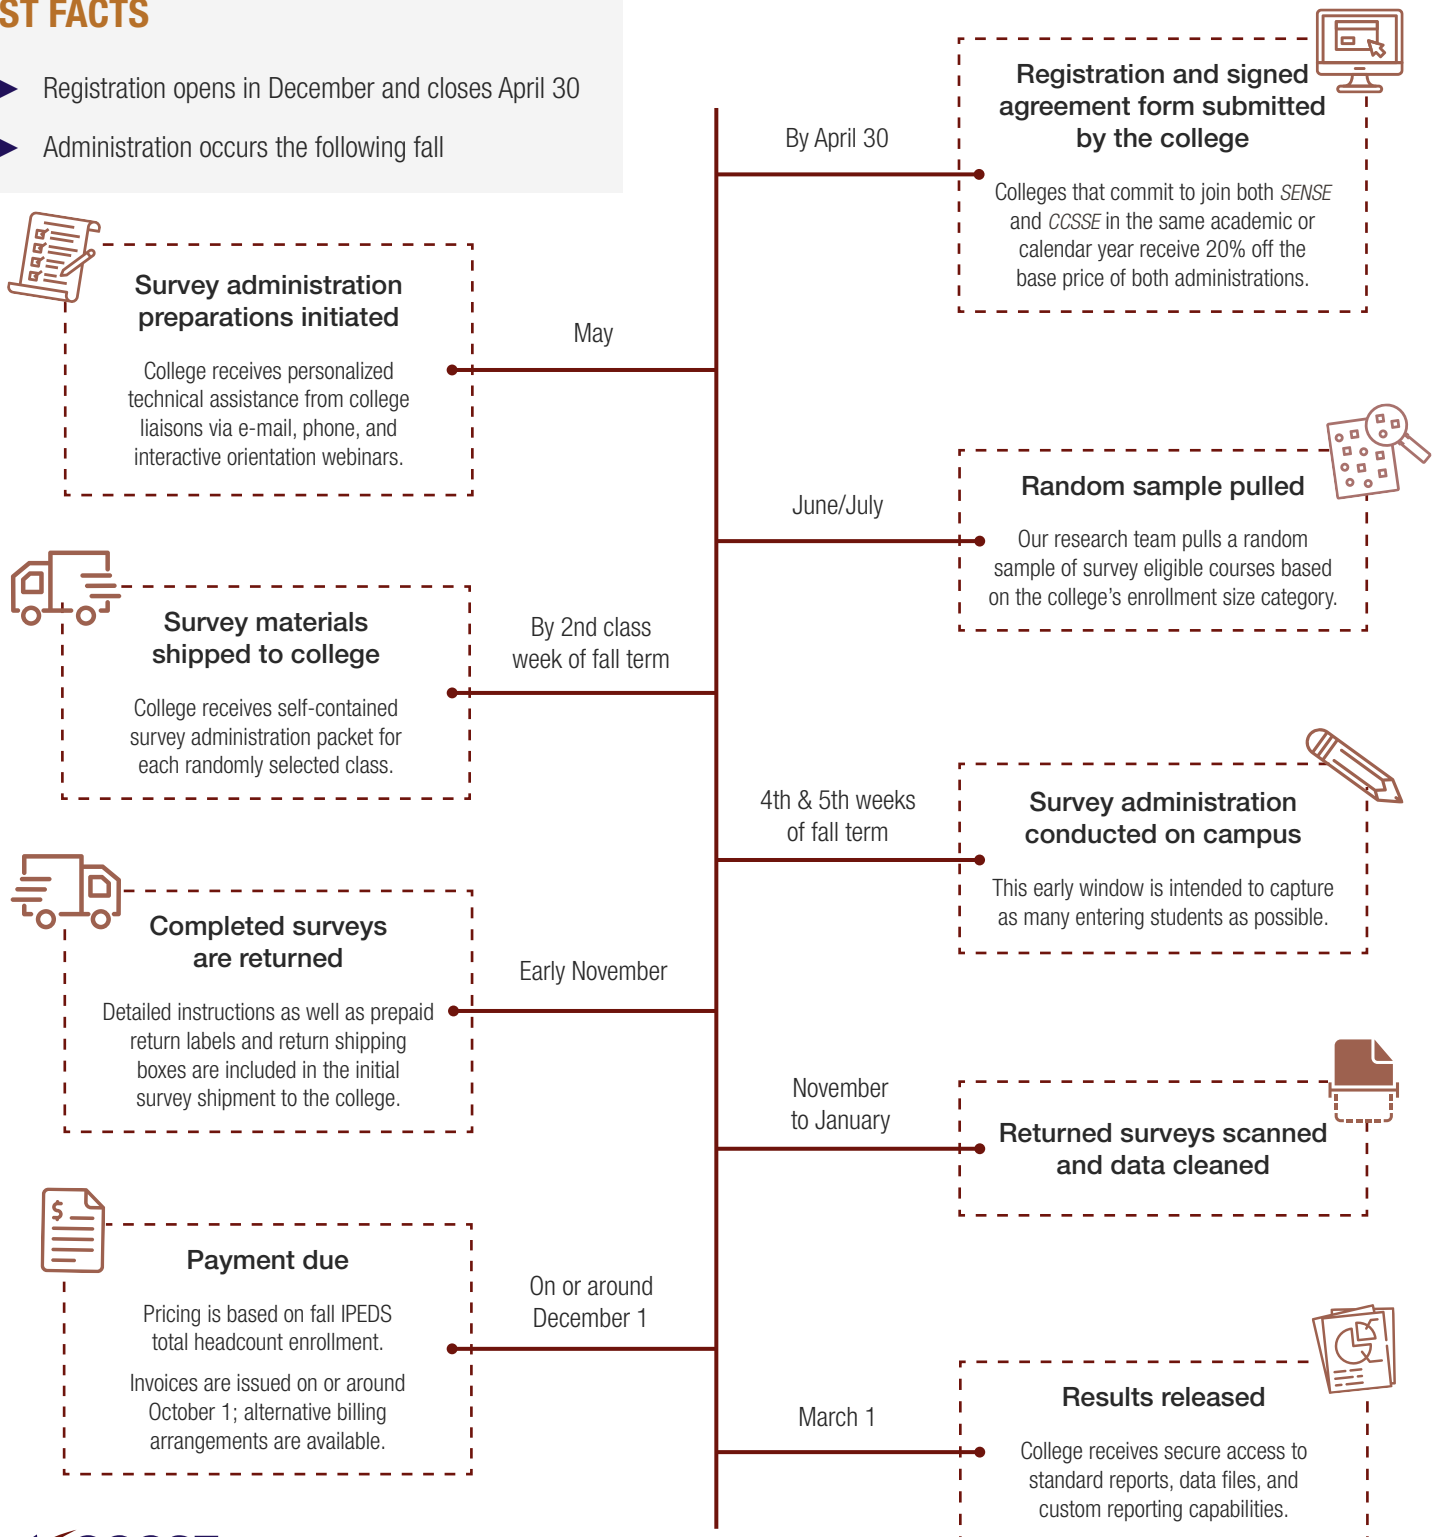 ST FACTS
Registration opens in December and closes April 30
Administration occurs the following fall
By April 30
Registration and signed
agreement form submitted
by the college
Colleges that commit to join both SENSE
and CCSSE in the same academic or
calendar year receive 20% off the
base price of both administrations.
May
Survey administration
preparations initiated
College receives personalized
technical assistance from college
liaisons via e-mail, phone, and
interactive orientation webinars.
June/July
Random sample pulled
Our research team pulls a random
sample of survey eligible courses based
on the college’s enrollment size category.
By 2nd class
week of fall term
Survey materials
shipped to college
College receives self-contained
survey administration packet for
each randomly selected class.
4th & 5th weeks
of fall term
Survey administration
conducted on campus
This early window is intended to capture
as many entering students as possible.
Early November
Completed surveys
are returned
Detailed instructions as well as prepaid
return labels and return shipping
boxes are included in the initial
survey shipment to the college.
November
to January
Returned surveys scanned
and data cleaned
On or around
December 1
$
Payment due
Pricing is based on fall IPEDS
total headcount enrollment.
Invoices are issued on or around
October 1; alternative billing
arrangements are available.
March 1
Results released
College receives secure access to
standard reports, data files, and
custom reporting capabilities.